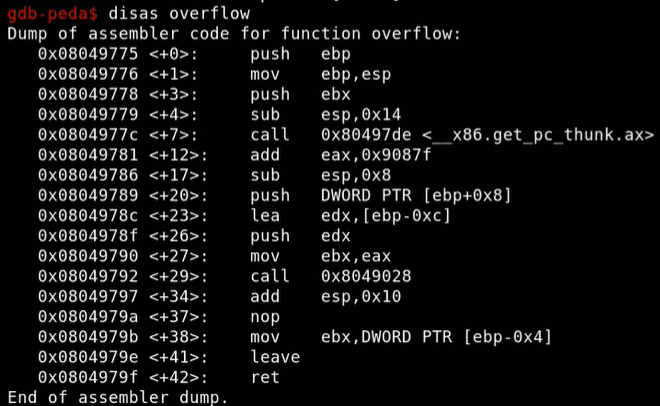 gdb-peda$ disas overflow
Dump of assembler code for function overflow:
   0x08049775 <+0>:     push   ebp
   0x08049776 <+1>:     mov    ebp,esp
   0x08049778 <+3>:     push   ebx
   0x08049779 <+4>:     sub    esp,0x14
   0x0804977c <+7>:     call   0x80497de <__x86.get_pc_thunk.ax>
   0x08049781 <+12>:    add    eax,0x9087f
   0x08049786 <+17>:    sub    esp,0x8
   0x08049789 <+20>:    push   DWORD PTR [ebp+0x8]
   0x0804978c <+23>:    lea    edx,[ebp-0xc]
   0x0804978f <+26>:    push   edx
   0x08049790 <+27>:    mov    ebx,eax
   0x08049792 <+29>:    call   0x8049028
   0x08049797 <+34>:    add    esp,0x10
   0x0804979a <+37>:    nop
   0x0804979b <+38>:    mov    ebx,DWORD PTR [ebp-0x4]
   0x0804979e <+41>:    leave
   0x0804979f <+42>:    ret
End of assembler dump.